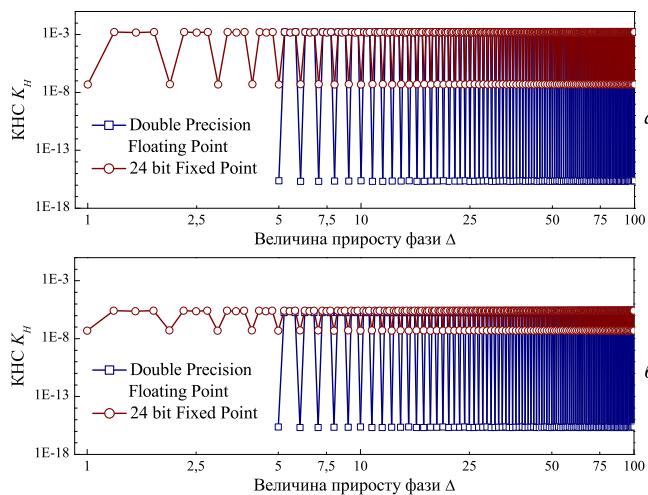 1E-3
1E-8
1E-13
1E-18
КНС K_H
Double Precision
Floating Point
24 bit Fixed Point
1 2,5 5 7,5 10 25 50 75 100
Величина приросту фази Δ
1E-3
1E-8
1E-13
1E-18
КНС K_H
Double Precision
Floating Point
24 bit Fixed Point
1 2,5 5 7,5 10 25 50 75 100
Величина приросту фази Δ